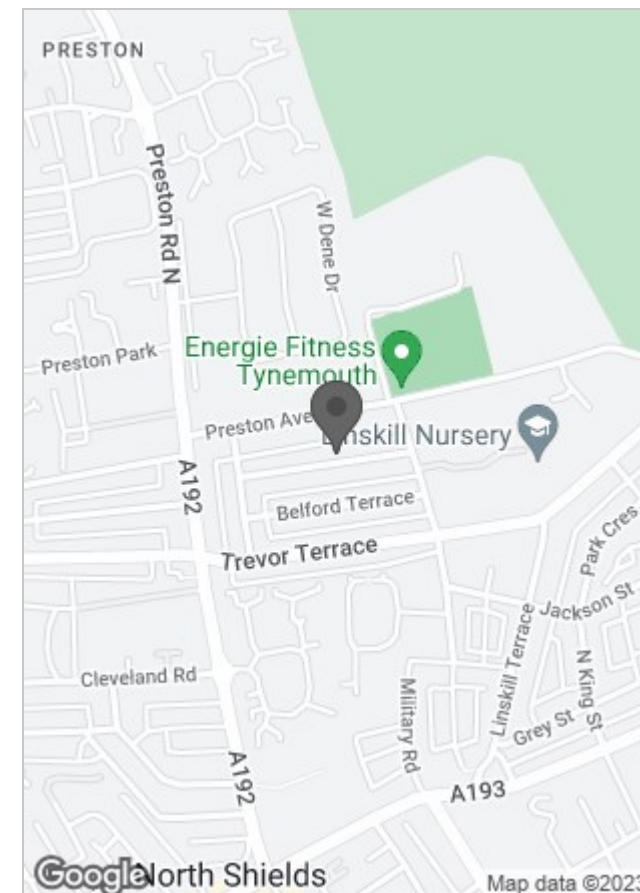 PRESTON
Preston Rd N
W Dene Dr
Preston Park
Energie Fitness
Tynemouth
Preston Ave
Linskill Nursery
A192
Belford Terrace
Trevor Terrace
Park Cres
Jackson St
Linskill Terrace
N King St
Cleveland Rd
Military Rd
Grey St
A192
A193
Google
North Shields
Map data ©2023